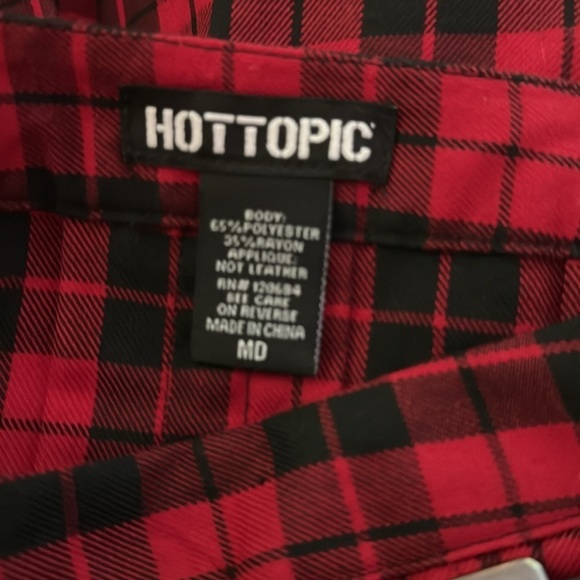 HOTTOPIC
BODY:
65% POLYESTER
35% RAYON
APPLIQUE:
NOT LEATHER
RN# 120684
SEE CARE
ON REVERSE
MADE IN CHINA
MD